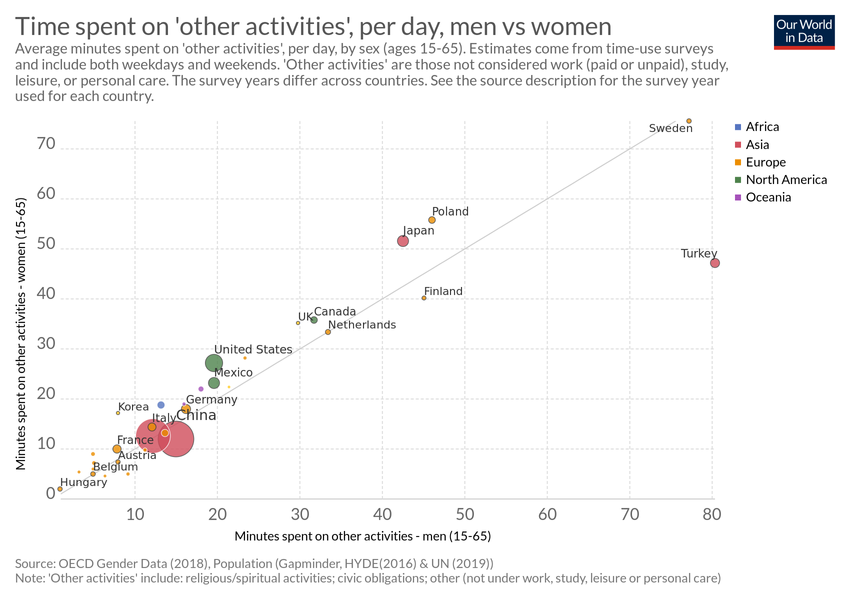 Time spent on 'other activities', per day, men vs women
Our World
in Data
Average minutes spent on 'other activities', per day, by sex (ages 15-65). Estimates come from time-use surveys
and include both weekdays and weekends. 'Other activities' are those not considered work (paid or unpaid), study,
leisure, or personal care. The survey years differ across countries. See the source description for the survey year
used for each country.
Africa
Asia
Europe
North America
Oceania
Minutes spent on other activities - women (15-65)
70
60
50
40
30
20
10
0
Sweden
Poland
Japan
Turkey
Finland
UK
Canada
Netherlands
United States
Mexico
Germany
Korea
Italy
China
France
Austria
Belgium
Hungary
10
20
30
40
50
60
70
80
Minutes spent on other activities - men (15-65)
Source: OECD Gender Data (2018), Population (Gapminder, HYDE(2016) & UN (2019))
Note: 'Other activities' include: religious/spiritual activities; civic obligations; other (not under work, study, leisure or personal care)